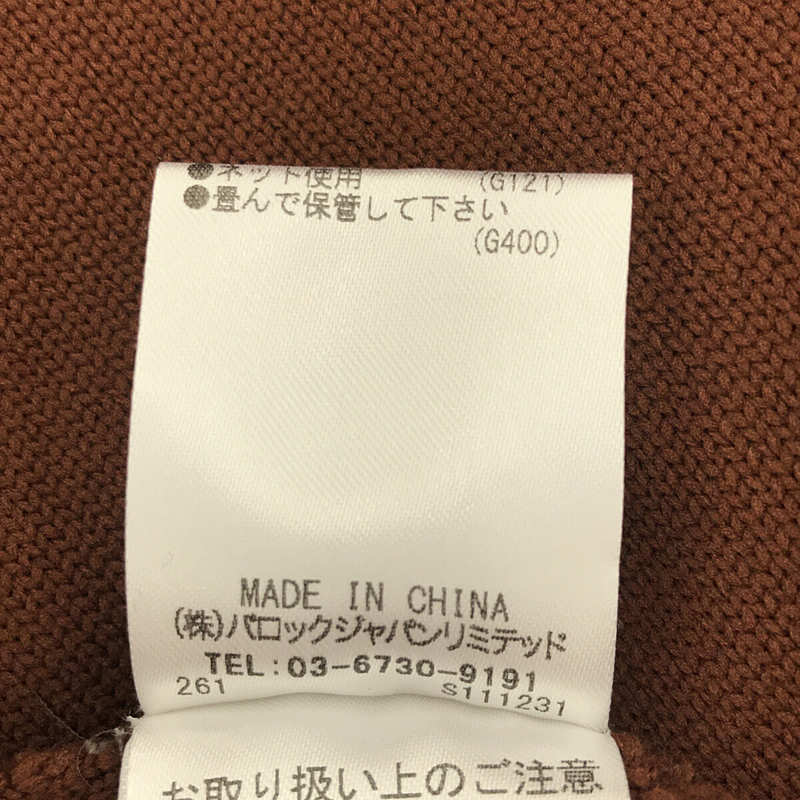 ●ネット使用 (G121)
●畳んで保管して下さい
(G400)
MADE IN CHINA
(株)バロックジャパンリミテッド
TEL:03-6730-9191
261 S111231
お取り扱い上のご注意